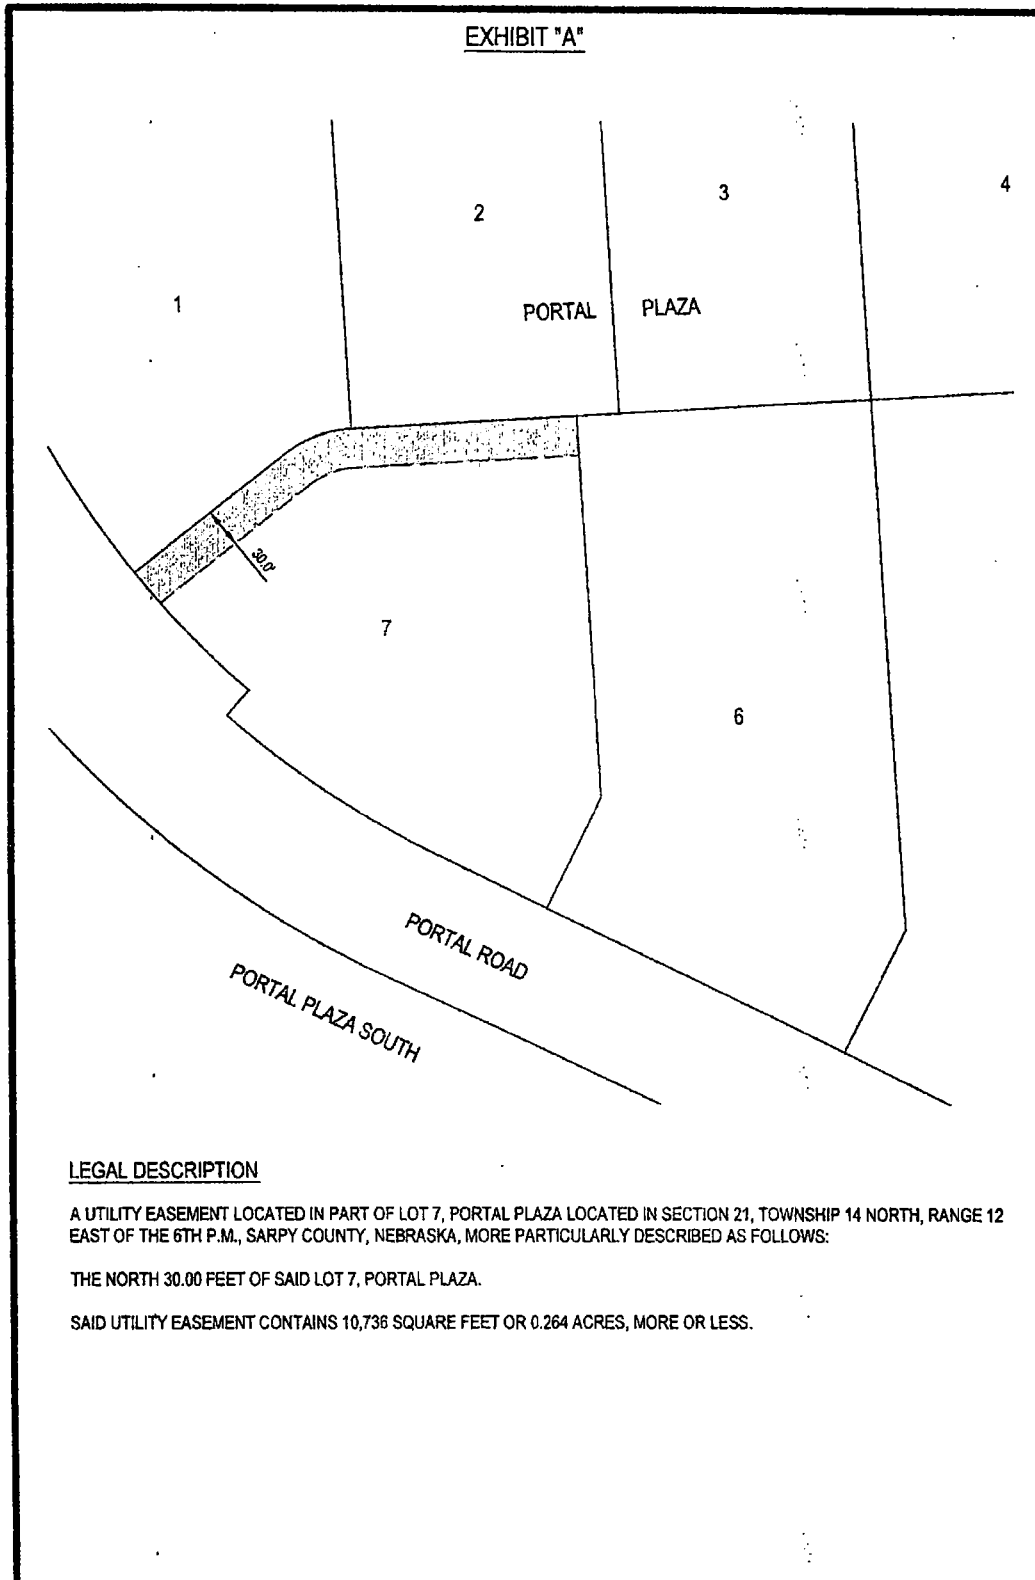 EXHIBIT "A"
1
2
3
4
PORTAL PLAZA
30.0'
7
6
PORTAL ROAD
PORTAL PLAZA SOUTH
LEGAL DESCRIPTION
A UTILITY EASEMENT LOCATED IN PART OF LOT 7, PORTAL PLAZA LOCATED IN SECTION 21, TOWNSHIP 14 NORTH, RANGE 12
EAST OF THE 6TH P.M., SARPY COUNTY, NEBRASKA, MORE PARTICULARLY DESCRIBED AS FOLLOWS:
THE NORTH 30.00 FEET OF SAID LOT 7, PORTAL PLAZA.
SAID UTILITY EASEMENT CONTAINS 10,736 SQUARE FEET OR 0.264 ACRES, MORE OR LESS.